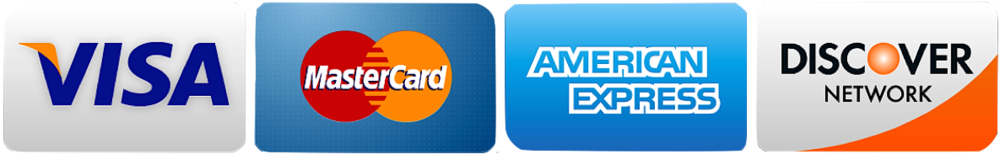 VISA
MasterCard
AMERICAN
EXPRESS
DISCOVER
NETWORK